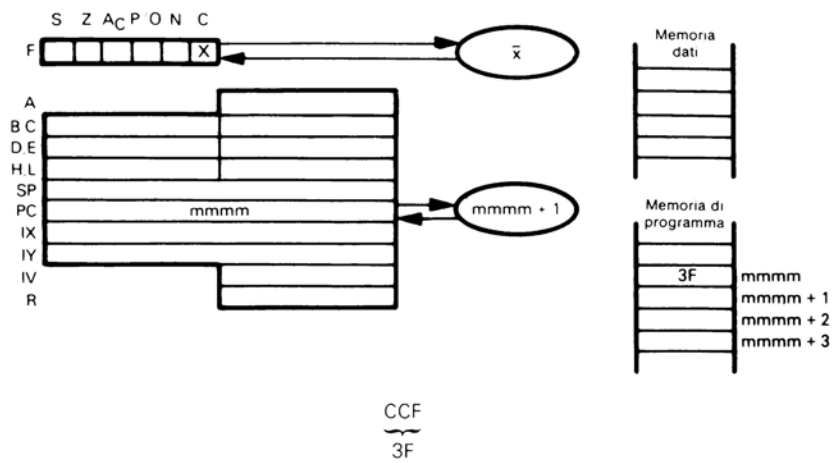 S Z AC P/O N C
F X x̄
Memoria
dati
A
B C
D.E
H.L
SP
PC mmmm mmmm + 1
IX
IY
IV
R
Memoria di
programma
3F mmmm
mmmm + 1
mmmm + 2
mmmm + 3
CCF
3F